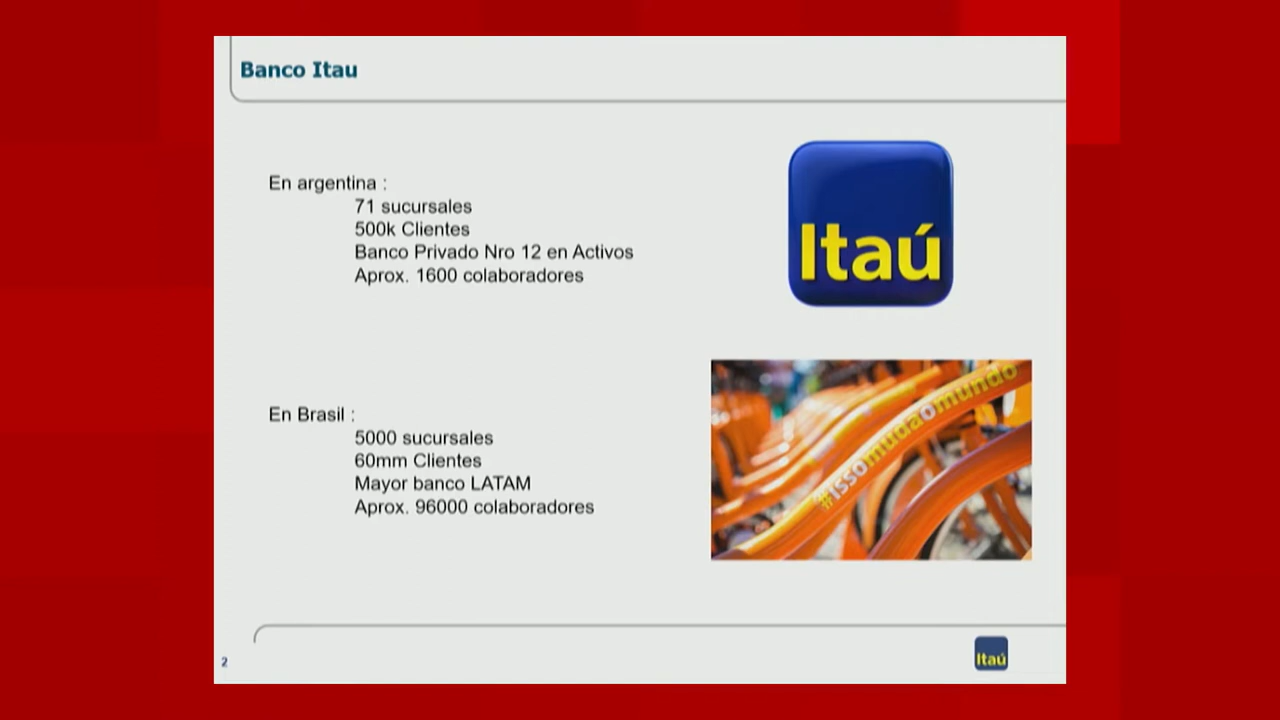 Banco Itau
En argentina :
71 sucursales
500k Clientes
Banco Privado Nro 12 en Activos
Aprox. 1600 colaboradores
Itaú
En Brasil :
5000 sucursales
60mm Clientes
Mayor banco LATAM
Aprox. 96000 colaboradores
#issomudaomundo
2
Itaú